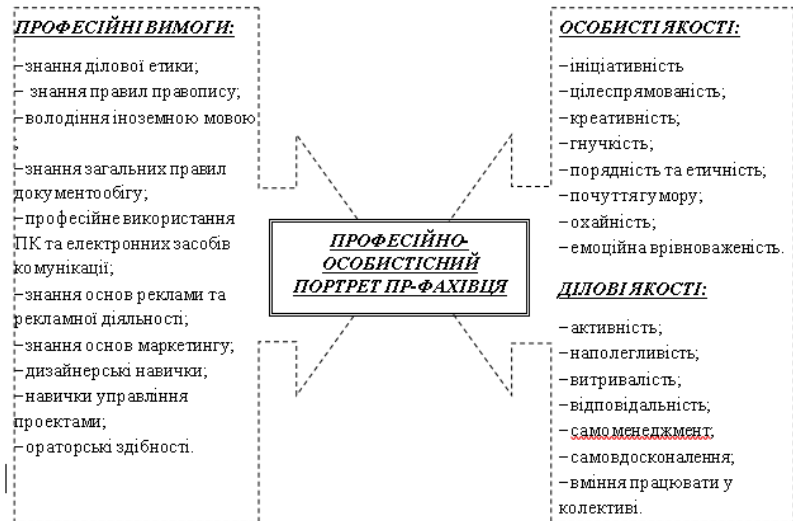 ПРОФЕСІЙНІ ВИМОГИ:
–знання ділової етики;
– знання правил правопису;
–володіння іноземною мовою
;
–знання загальних правил
документообігу;
–професійне використання
ПК та електронних засобів
комунікації;
–знання основ реклами та
рекламної діяльності;
–знання основ маркетингу;
–дизайнерські навички;
–навички управління
проектами;
–ораторські здібності.
ПРОФЕСІЙНО-
ОСОБИСТІСНИЙ
ПОРТРЕТ ПР-ФАХІВЦЯ
ОСОБИСТІ ЯКОСТІ:
–ініціативність
–цілеспрямованість;
–креативність;
–гнучкість;
–порядність та етичність;
–почуття гумору;
–охайність;
–емоційна врівноваженість.
ДІЛОВІ ЯКОСТІ:
–активність;
–наполегливість;
–витривалість;
–відповідальність;
–самоменеджмент;
–самовдосконалення;
–вміння працювати у
колективі.